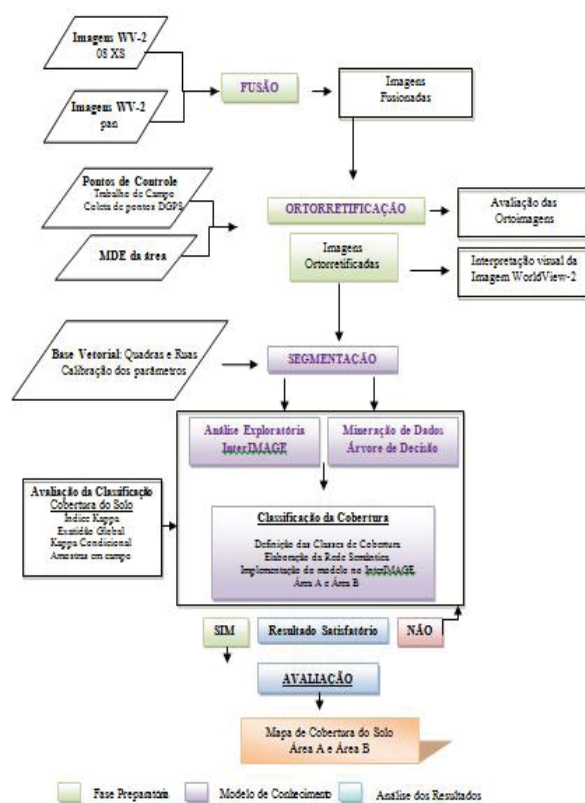 Imagens WV-2
08 XS
FUSÃO
Imagens
Fusionadas
Imagens WV-2
pan
Pontos de Controle
Trabalho de Campo
Coleta de pontos DGPS
ORTORRETIFICAÇÃO
Avaliação das
Ortoimagens
MDE da área
Imagens
Ortorretificadas
Interpretação visual da
Imagem WorldView-2
Base Vetorial: Quadras e Ruas
Calibração dos parâmetros
SEGMENTAÇÃO
Análise Exploratória
InterIMAGE
Mineração de Dados
Árvore de Decisão
Avaliação da Classificação
Cobertura do Solo
Índice Kappa
Exatidão Global
Kappa Condicional
Amostras em campo
Classificação da Cobertura
Definição das Classes de Cobertura
Elaboração da Rede Semântica
Implementação do modelo no InterIMAGE
Área A e Área B
SIM
Resultado Satisfatório
NÃO
AVALIAÇÃO
Mapa de Cobertura do Solo
Área A e Área B
Fase Preparatória
Modelo de Conhecimento
Análise dos Resultados